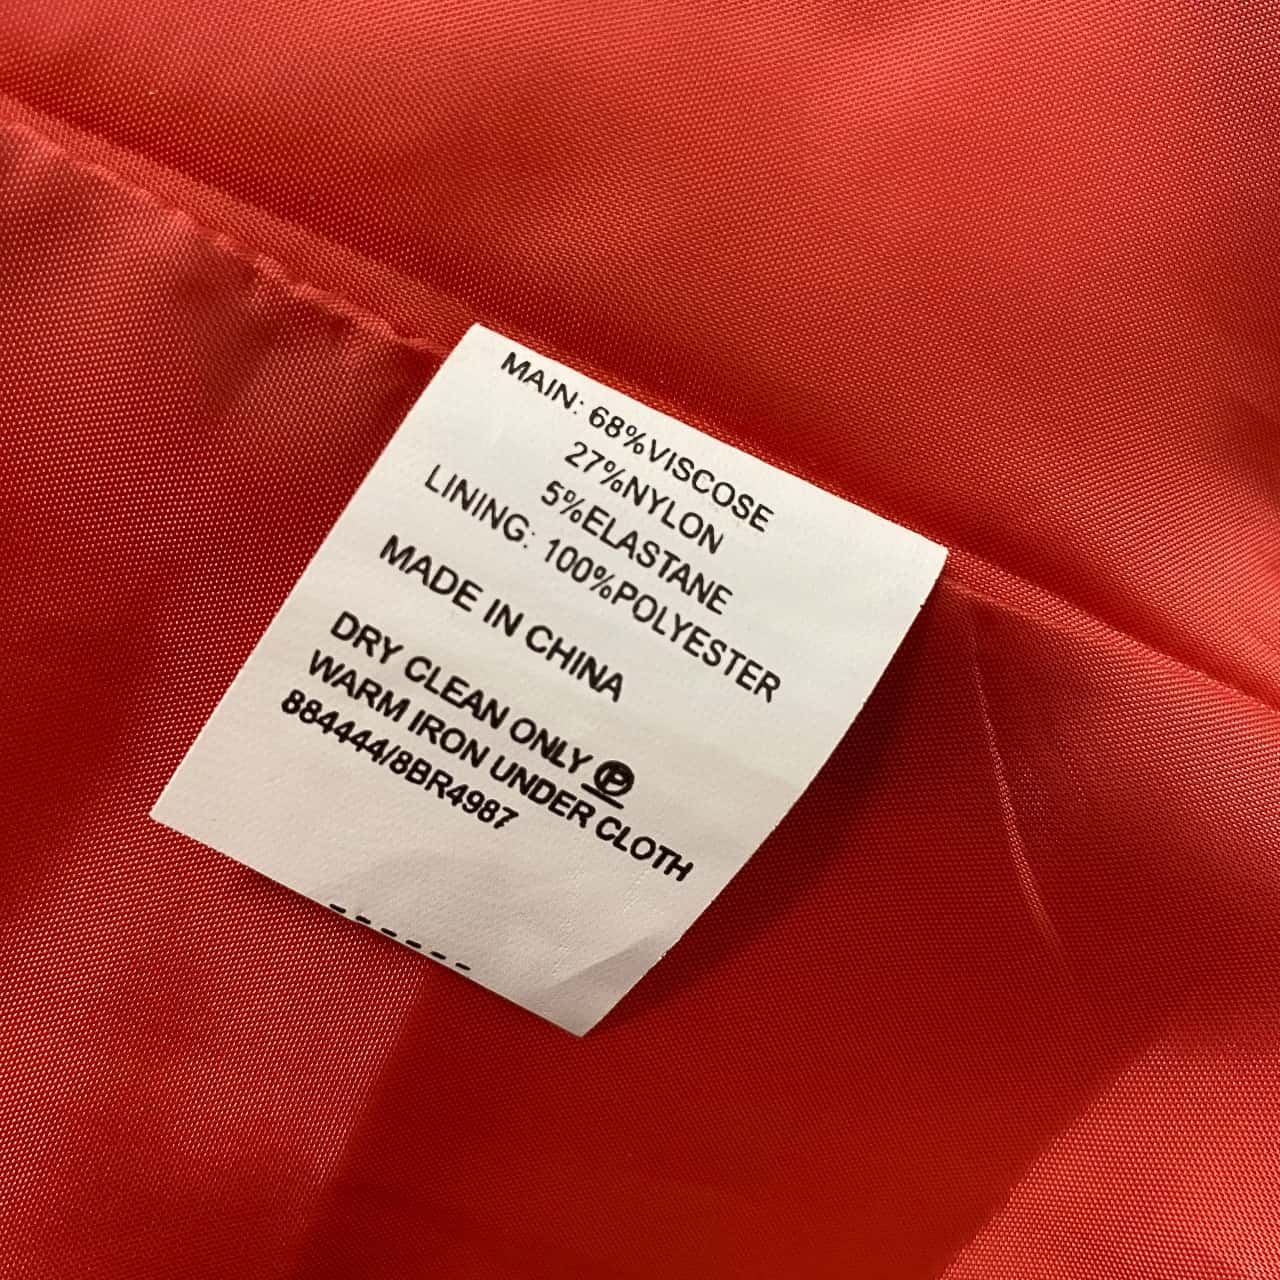 MAIN: 68%VISCOSE
27%NYLON
5%ELASTANE
LINING: 100%POLYESTER
MADE IN CHINA
DRY CLEAN ONLY Ⓟ
WARM IRON UNDER CLOTH
884444/8BR4987